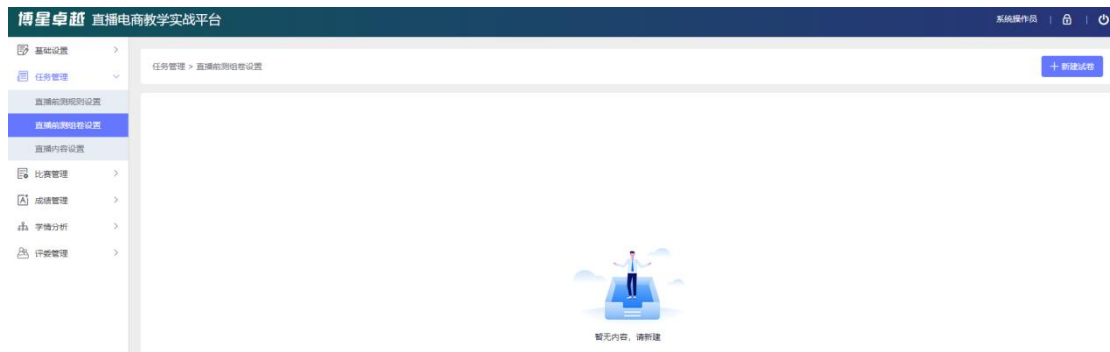 博星卓越 直播电商教学实战平台
系统操作员
基础设置
任务管理
直播前测规则设置
直播前测组卷设置
直播内容设置
比赛管理
成绩管理
学情分析
评委管理
任务管理 > 直播前测组卷设置
+ 新建试卷
暂无内容，请新建